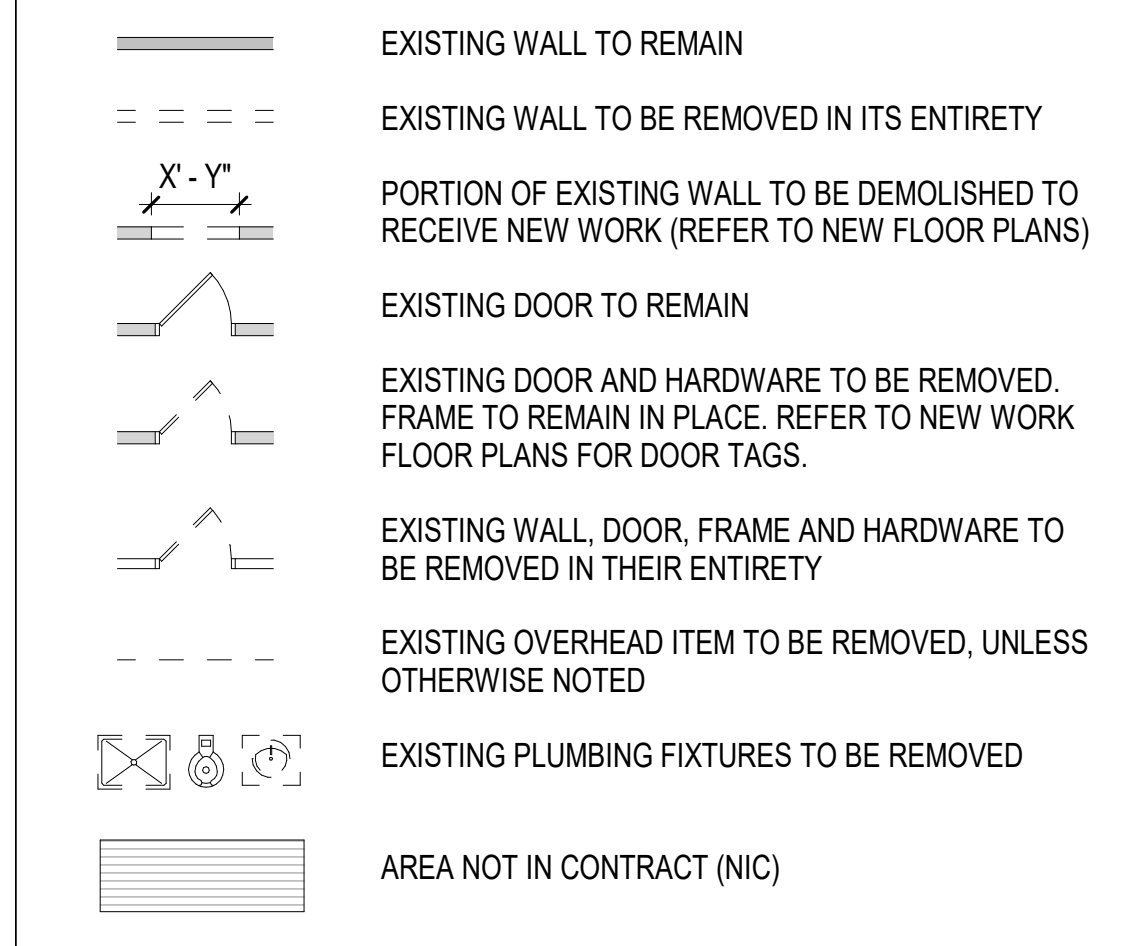 EXISTING WALL TO REMAIN
EXISTING WALL TO BE REMOVED IN ITS ENTIRETY
X' - Y"
PORTION OF EXISTING WALL TO BE DEMOLISHED TO
RECEIVE NEW WORK (REFER TO NEW FLOOR PLANS)
EXISTING DOOR TO REMAIN
EXISTING DOOR AND HARDWARE TO BE REMOVED.
FRAME TO REMAIN IN PLACE. REFER TO NEW WORK
FLOOR PLANS FOR DOOR TAGS.
EXISTING WALL, DOOR, FRAME AND HARDWARE TO
BE REMOVED IN THEIR ENTIRETY
EXISTING OVERHEAD ITEM TO BE REMOVED, UNLESS
OTHERWISE NOTED
EXISTING PLUMBING FIXTURES TO BE REMOVED
AREA NOT IN CONTRACT (NIC)